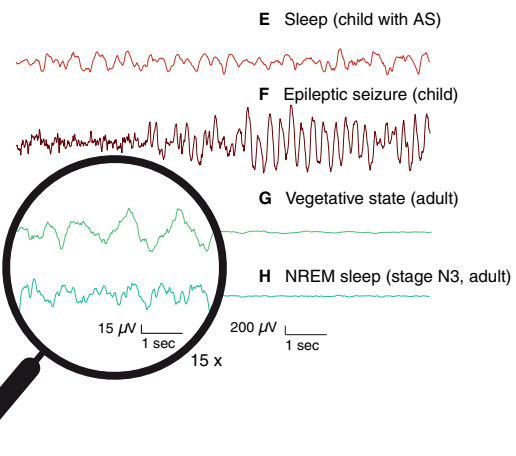 E Sleep (child with AS)
F Epileptic seizure (child)
G Vegetative state (adult)
H NREM sleep (stage N3, adult)
15 µV
1 sec
200 µV
1 sec
15 x